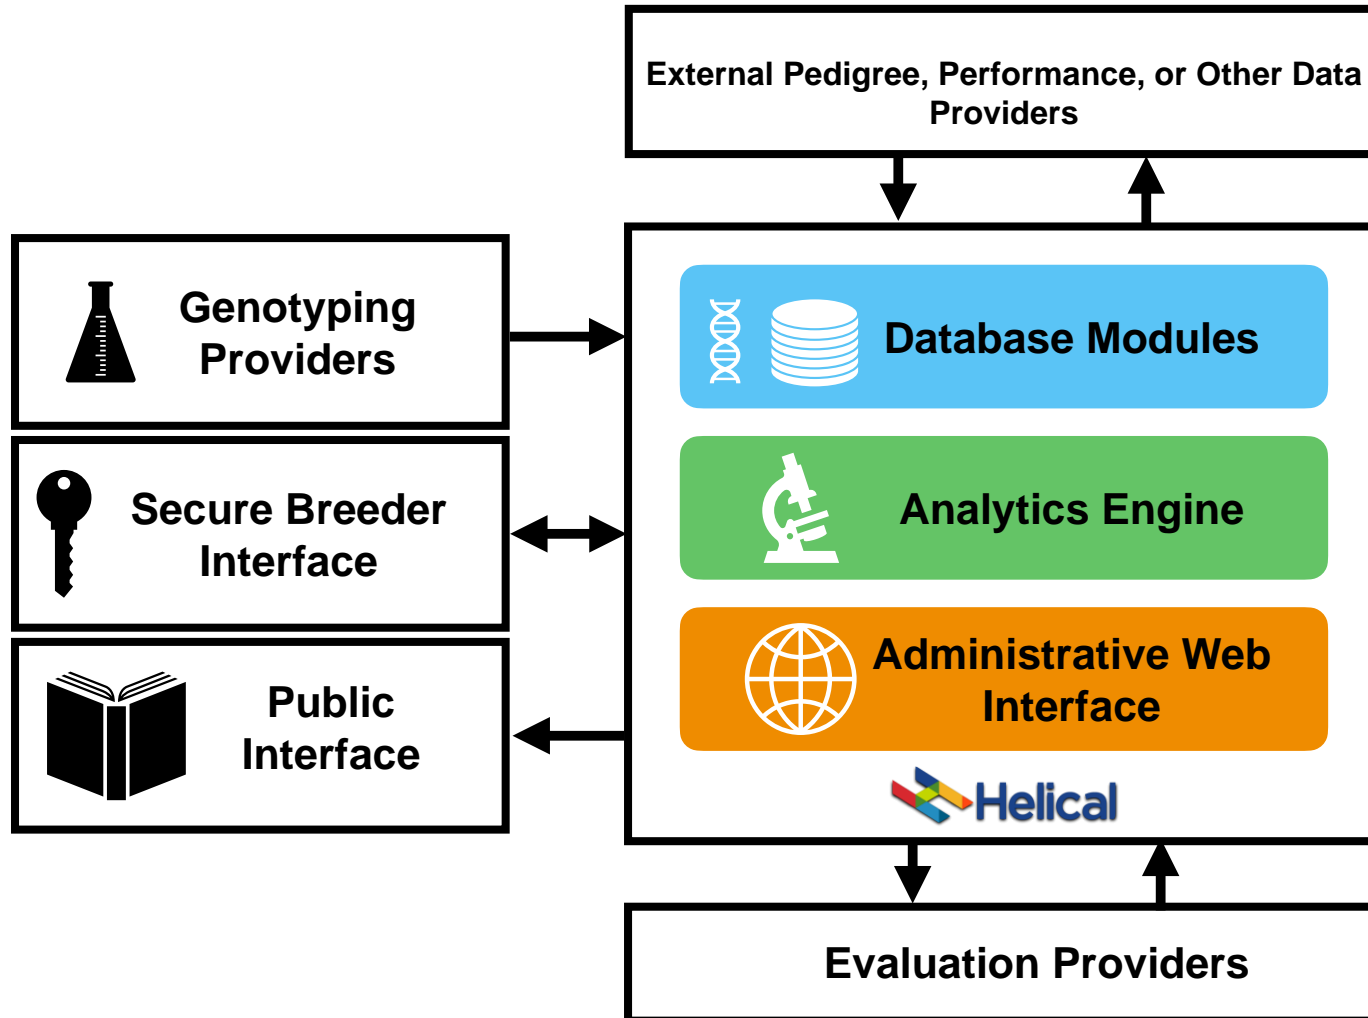 External Pedigree, Performance, or Other Data
Providers
Genotyping
Providers
Database Modules
Secure Breeder
Interface
Analytics Engine
Public
Interface
Administrative Web
Interface
Helical
Evaluation Providers